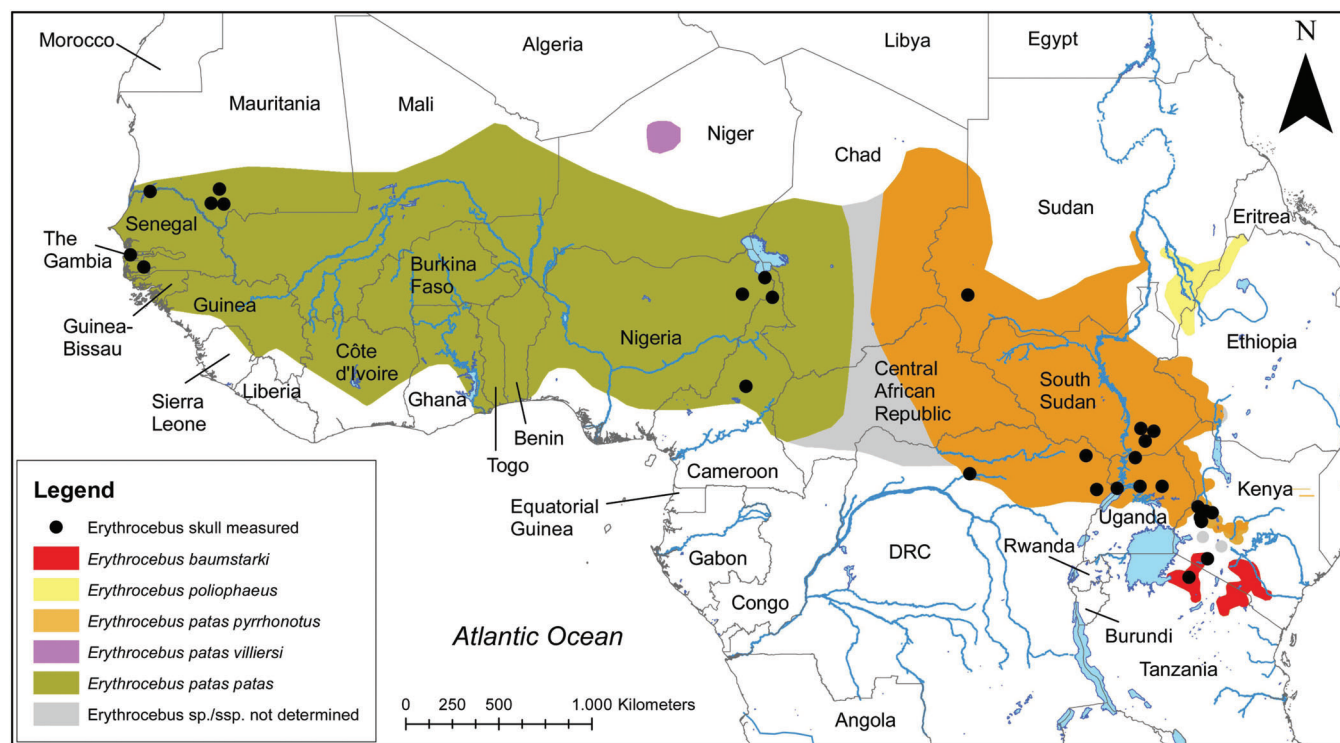 Morocco
Algeria
Libya
Egypt
N
Mauritania
Mali
Niger
Chad
Sudan
Eritrea
Senegal
The
Gambia
Burkina
Faso
Guinea
Guinea-
Bissau
Nigeria
Ethiopia
Côte
d'Ivoire
Central
African
Republic
South
Sudan
Sierra
Leone
Liberia
Ghana
Togo
Benin
Cameroon
Equatorial
Guinea
Kenya
Uganda
Gabon
DRC
Rwanda
Congo
Burundi
Atlantic Ocean
Tanzania
Angola
0 250 500 1.000 Kilometers
Legend
Erythrocebus skull measured
Erythrocebus baumstarki
Erythrocebus poliophaeus
Erythrocebus patas pyrrhonotus
Erythrocebus patas villiersi
Erythrocebus patas patas
Erythrocebus sp./ssp. not determined